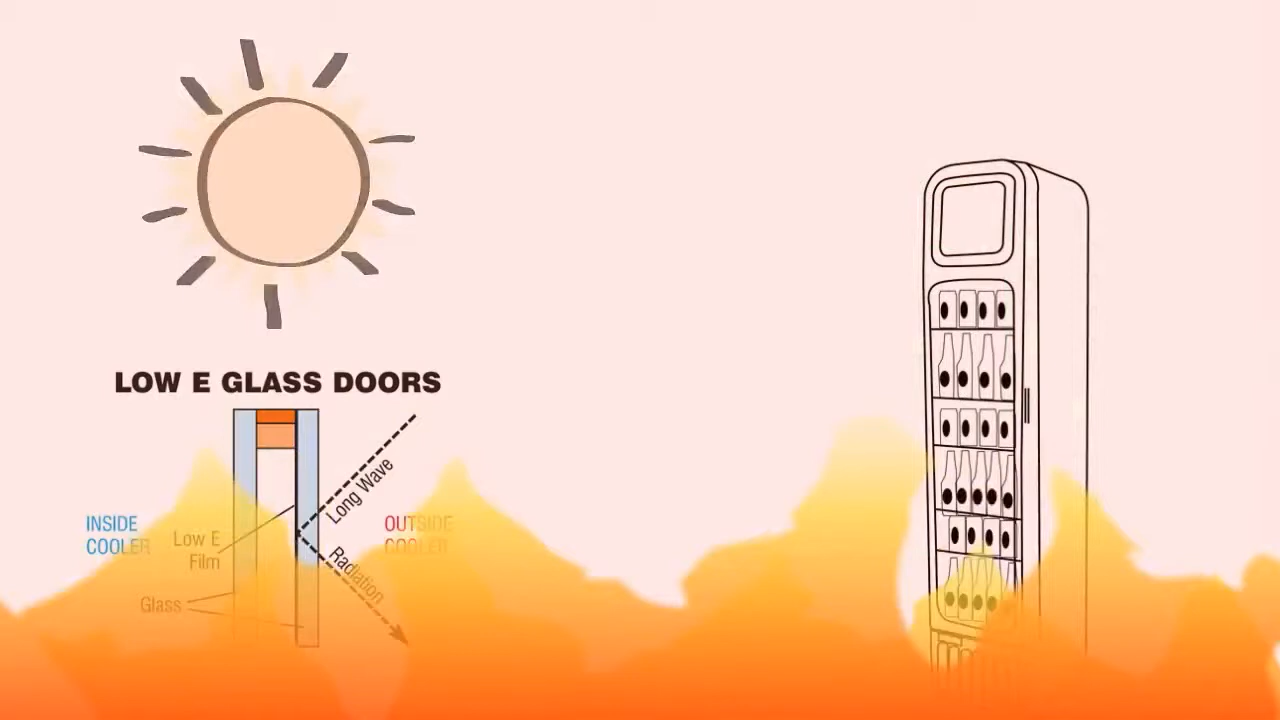 LOW E GLASS DOORS
Long Wave
INSIDE
COOLER
OUTSIDE
COOLER
Low E
Film
Radiation
Glass